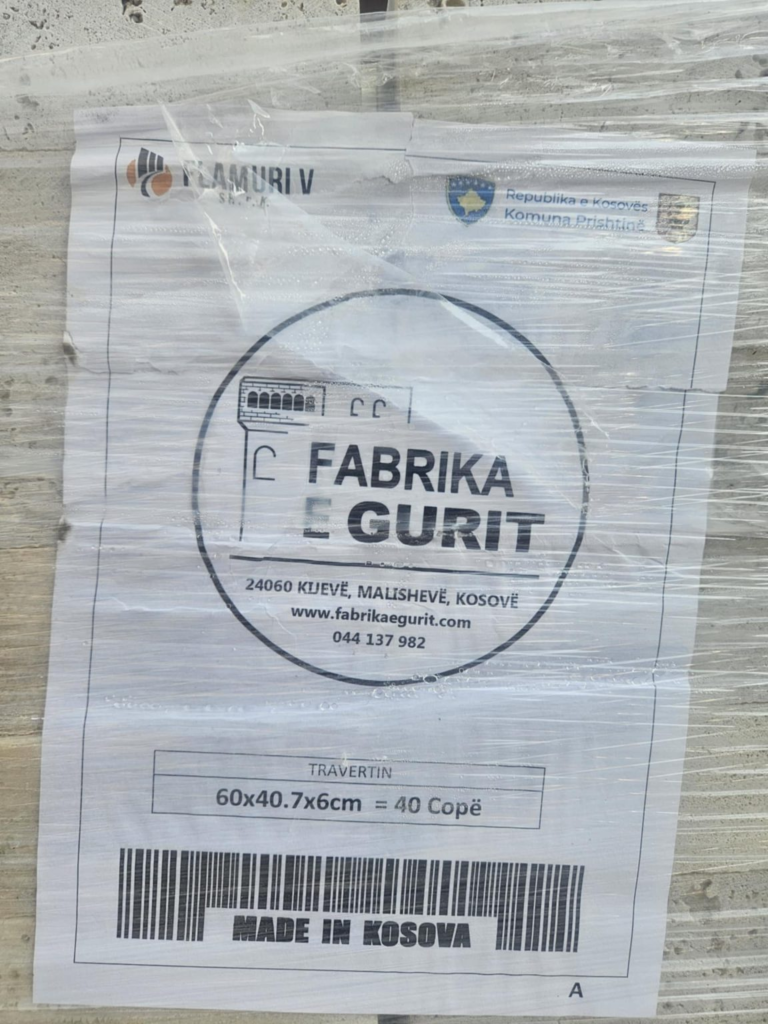 FLAMURI V
sh.p.k.
Republika e Kosovës
Komuna Prishtinë
FABRIKA
E GURIT
24060 KIJEVË, MALISHEVË, KOSOVË
www.fabrikaegurit.com
044 137 982
TRAVERTIN
60x40.7x6cm = 40 Copë
MADE IN KOSOVA
A